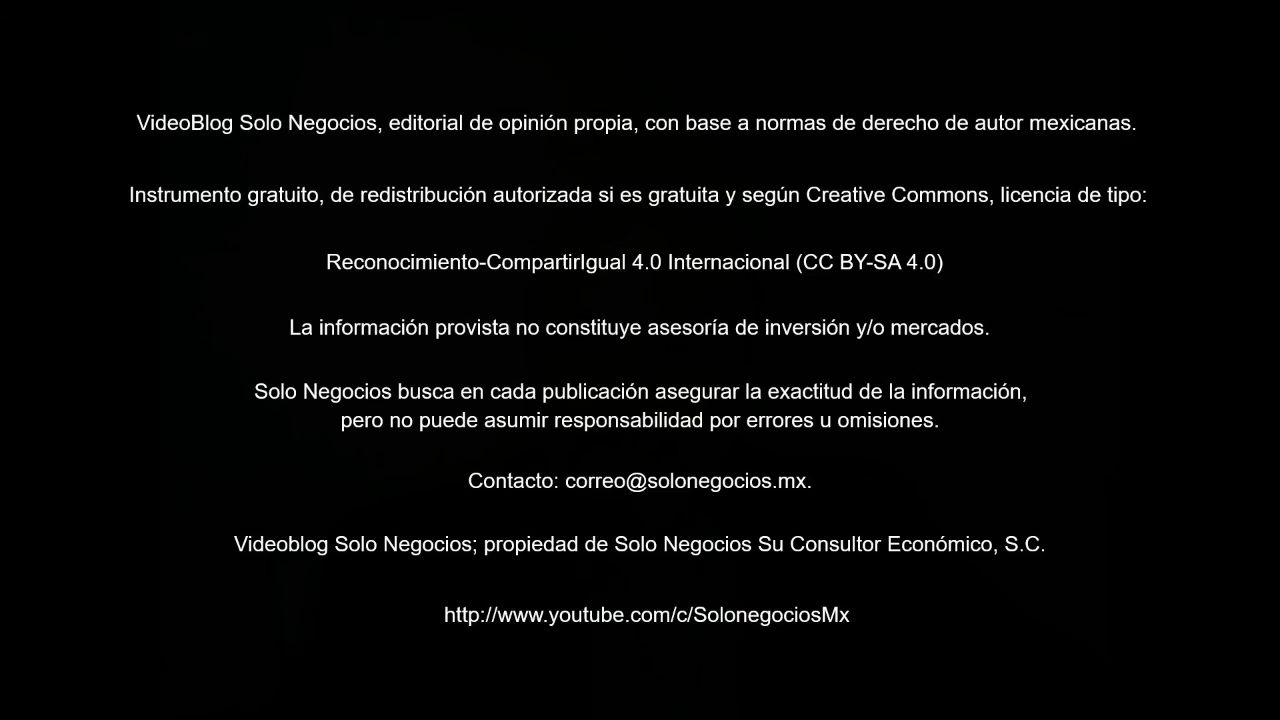 VideoBlog Solo Negocios, editorial de opinión propia, con base a normas de derecho de autor mexicanas.
Instrumento gratuito, de redistribución autorizada si es gratuita y según Creative Commons, licencia de tipo:
Reconocimiento-CompartirIgual 4.0 Internacional (CC BY-SA 4.0)
La información provista no constituye asesoría de inversión y/o mercados.
Solo Negocios busca en cada publicación asegurar la exactitud de la información,
pero no puede asumir responsabilidad por errores u omisiones.
Contacto: correo@solonegocios.mx.
Videoblog Solo Negocios; propiedad de Solo Negocios Su Consultor Económico, S.C.
http://www.youtube.com/c/SolonegociosMx